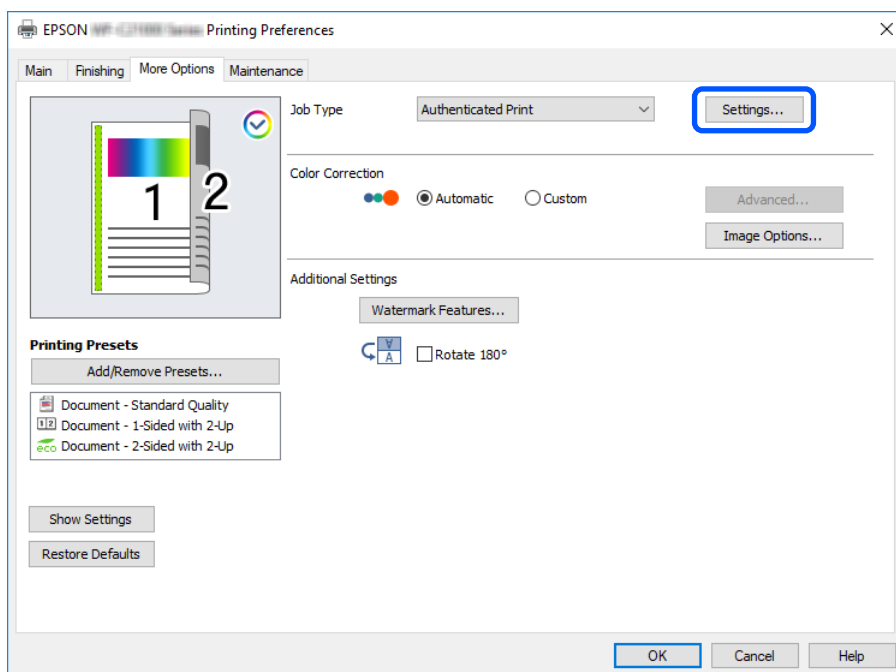 EPSON Printing Preferences
Main Finishing More Options Maintenance
1 2
Job Type Authenticated Print Settings...
Color Correction
Automatic Custom Advanced...
Image Options...
Additional Settings
Watermark Features...
A A Rotate 180°
Printing Presets
Add/Remove Presets...
Document - Standard Quality
1 2 Document - 1-Sided with 2-Up
eco Document - 2-Sided with 2-Up
Show Settings
Restore Defaults
OK Cancel Help